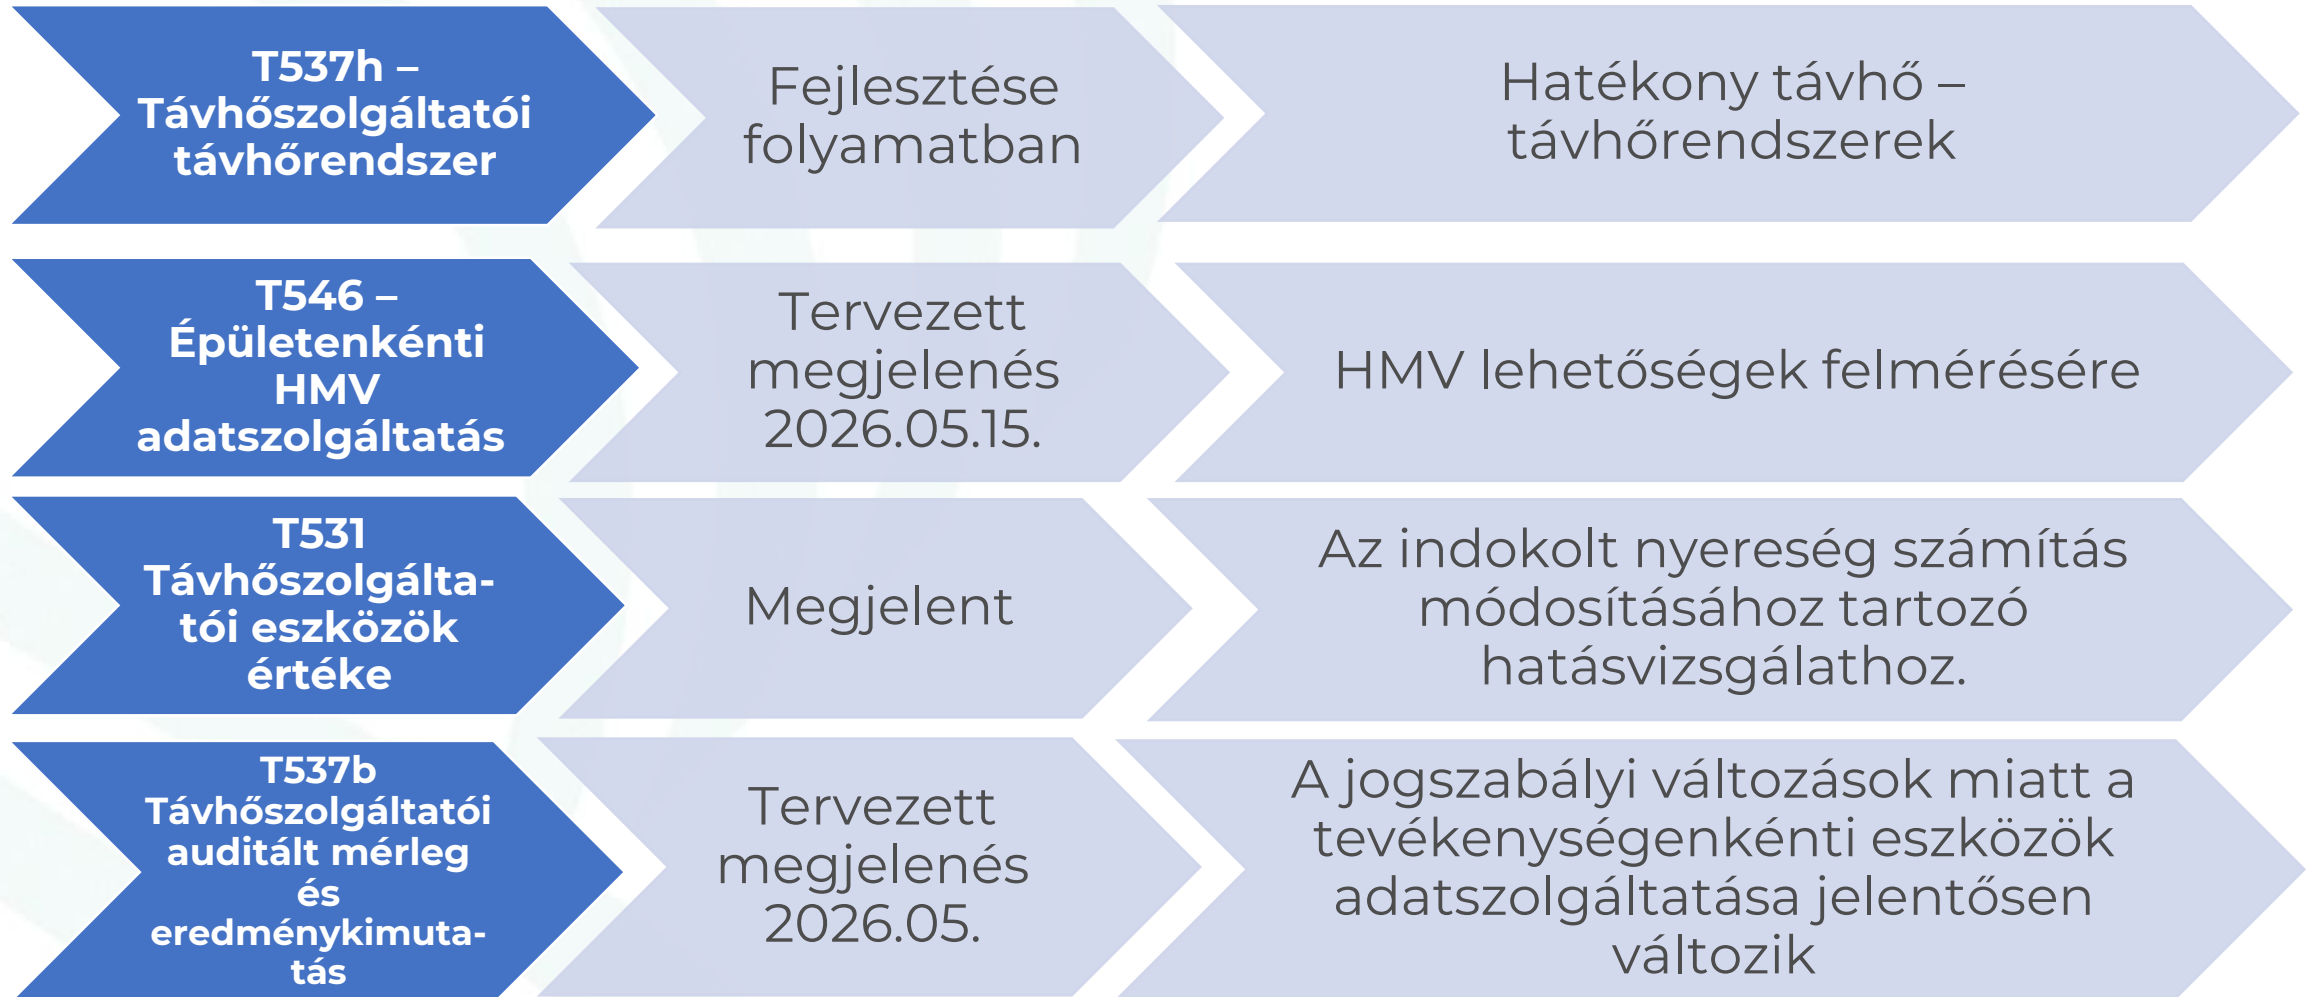 T537h –
Távhőszolgáltatói
távhőrendszer
Fejlesztése
folyamatban
Hatékony távhő –
távhőrendszerek
T546 –
Épületenkénti
HMV
adatszolgáltatás
Tervezett
megjelenés
2026.05.15.
HMV lehetőségek felmérésére
T531
Távhőszolgálta-
tói eszközök
értéke
Megjelent
Az indokolt nyereség számítás
módosításához tartozó
hatásvizsgálathoz.
T537b
Távhőszolgáltatói
auditált mérleg
és
eredménykimuta-
tás
Tervezett
megjelenés
2026.05.
A jogszabályi változások miatt a
tevékenységenkénti eszközök
adatszolgáltatása jelentősen
változik